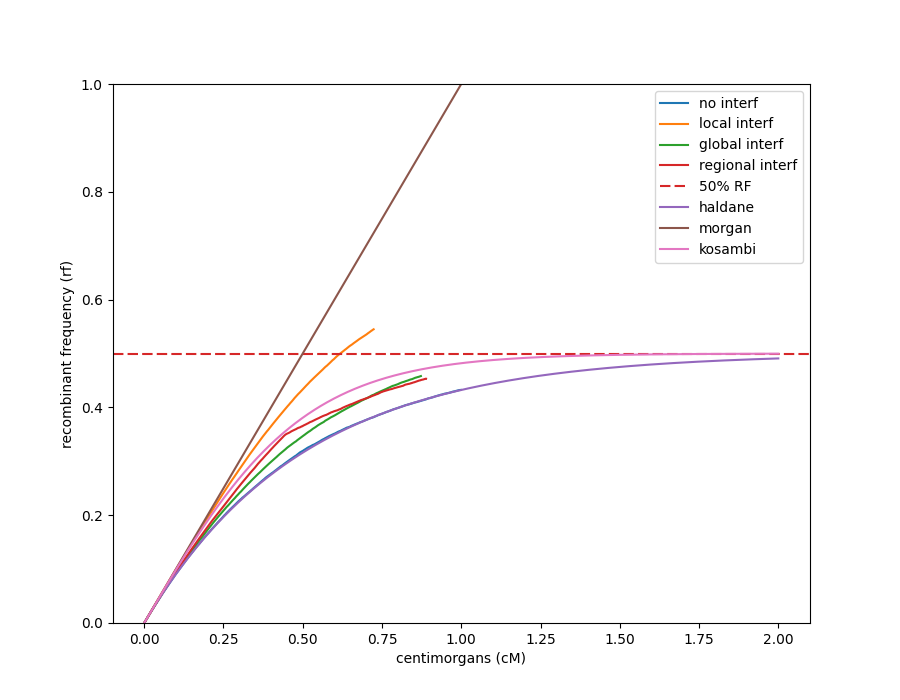 1.0
0.8
0.6
0.4
0.2
0.0
recombinant frequency (rf)
no interf
local interf
global interf
regional interf
50% RF
haldane
morgan
kosambi
0.00 0.25 0.50 0.75 1.00 1.25 1.50 1.75 2.00
centimorgans (cM)